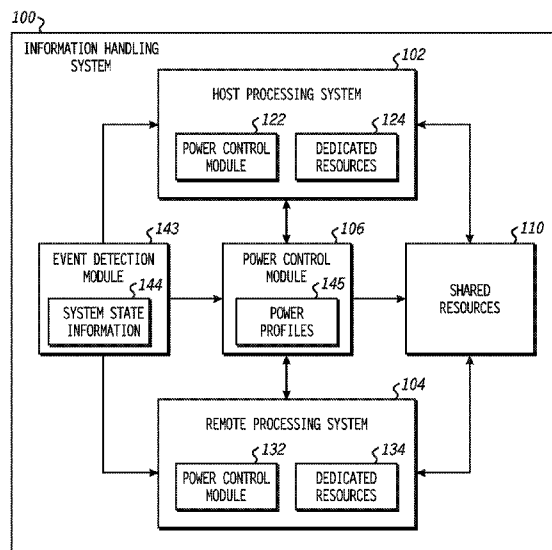 100
INFORMATION HANDLING
SYSTEM
102
HOST PROCESSING SYSTEM
122
POWER CONTROL
MODULE
124
DEDICATED
RESOURCES
143
EVENT DETECTION
MODULE
144
SYSTEM STATE
INFORMATION
106
POWER CONTROL
MODULE
145
POWER
PROFILES
110
SHARED
RESOURCES
104
REMOTE PROCESSING SYSTEM
132
POWER CONTROL
MODULE
134
DEDICATED
RESOURCES